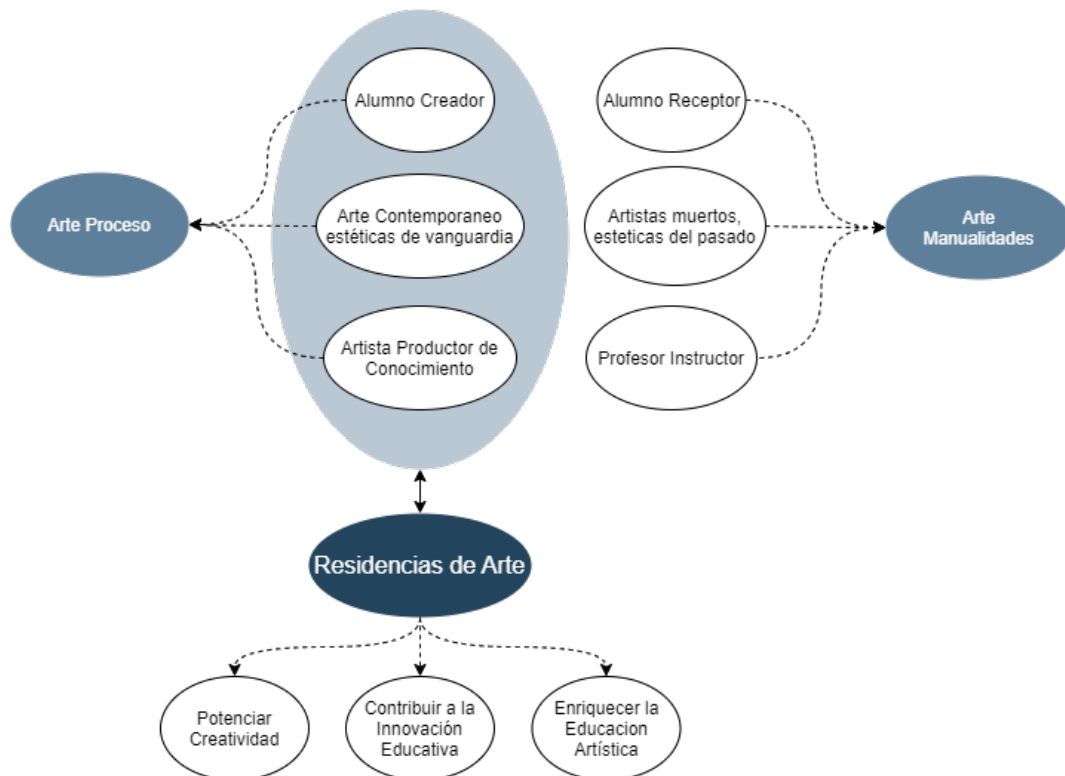 Alumno Creador
Alumno Receptor
Arte Proceso
Arte Contemporaneo
estéticas de vanguardia
Artistas muertos,
esteticas del pasado
Arte
Manualidades
Artista Productor de
Conocimiento
Profesor Instructor
Residencias de Arte
Potenciar
Creatividad
Contribuir a la
Innovación
Educativa
Enriquecer la
Educacion
Artística